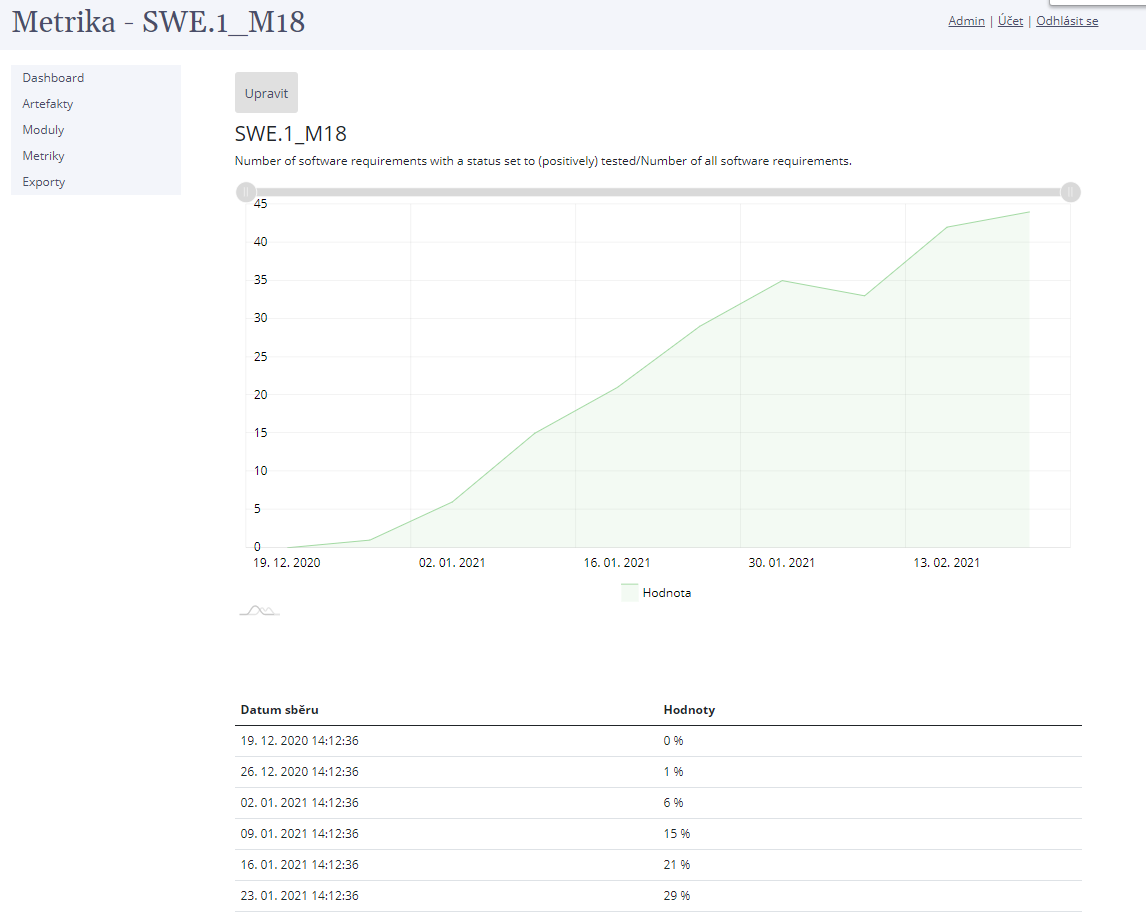 Metrika - SWE.1_M18
Admin | Účet | Odhlásit se
Dashboard
Artefakty
Moduly
Metriky
Exporty
Upravit
SWE.1_M18
Number of software requirements with a status set to (positively) tested/Number of all software requirements.
45
40
35
30
25
20
15
10
5
0
19. 12. 2020 02. 01. 2021 16. 01. 2021 30. 01. 2021 13. 02. 2021
Hodnota
Datum sběru Hodnoty
19. 12. 2020 14:12:36 0 %
26. 12. 2020 14:12:36 1 %
02. 01. 2021 14:12:36 6 %
09. 01. 2021 14:12:36 15 %
16. 01. 2021 14:12:36 21 %
23. 01. 2021 14:12:36 29 %